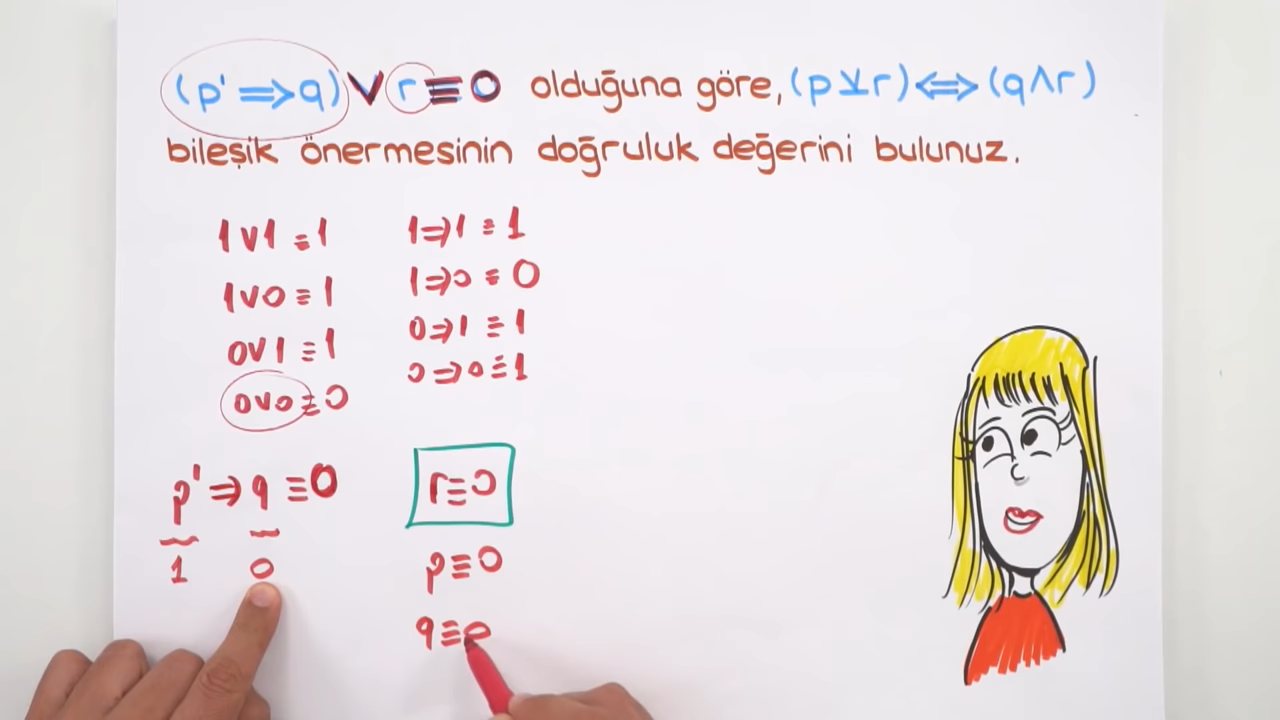 (p' ⇒ q) ∨ r ≡ 0 olduğuna göre, (p ⊻ r) ⇔ (q ∧ r)
bileşik önermesinin doğruluk değerini bulunuz.
1 ∨ 1 ≡ 1
1 ∨ 0 ≡ 1
0 ∨ 1 ≡ 1
0 ∨ 0 ≡ 0
1 ⇒ 1 ≡ 1
1 ⇒ 0 ≡ 0
0 ⇒ 1 ≡ 1
0 ⇒ 0 ≡ 1
p' ⇒ q ≡ 0
1 0
r ≡ 0
p ≡ 0
q ≡ 0